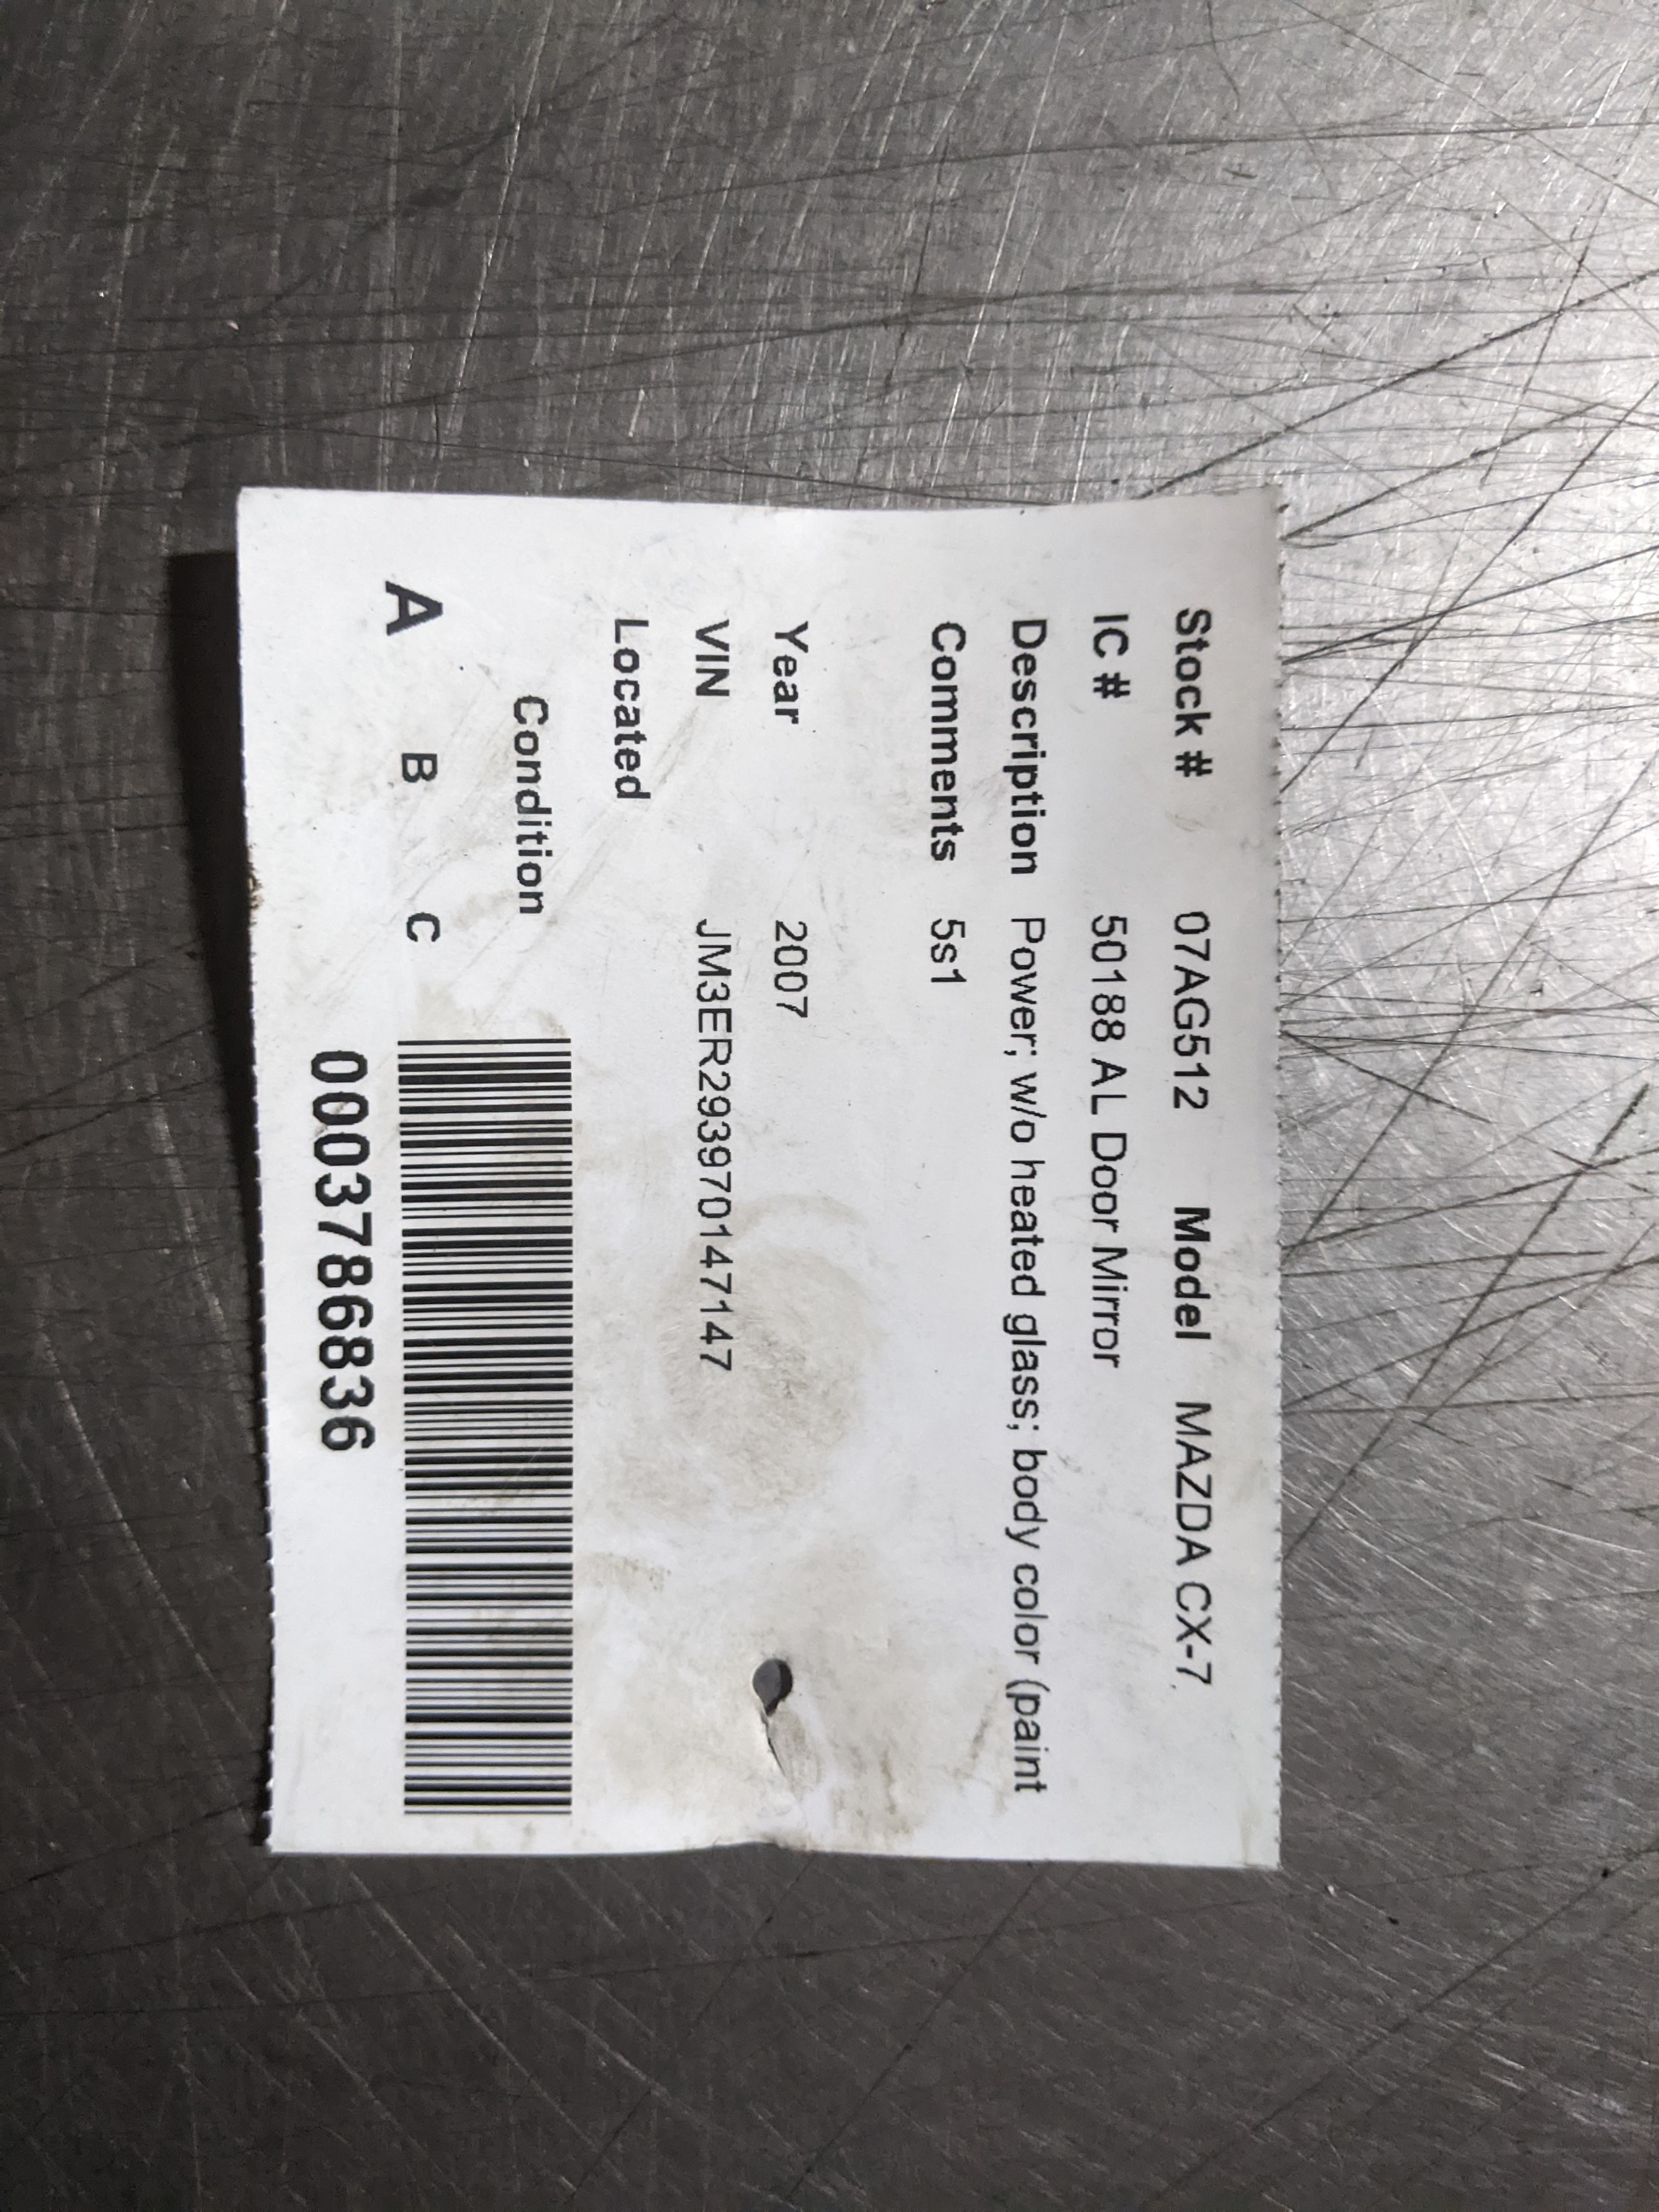 Stock # 07AG512 Model MAZDA CX-7
IC # 50188 AL Door Mirror
Description Power; w/o heated glass; body color (paint
Comments 5s1
Year 2007
VIN JM3ER293970147147
Located
Condition
A B C
0003786836